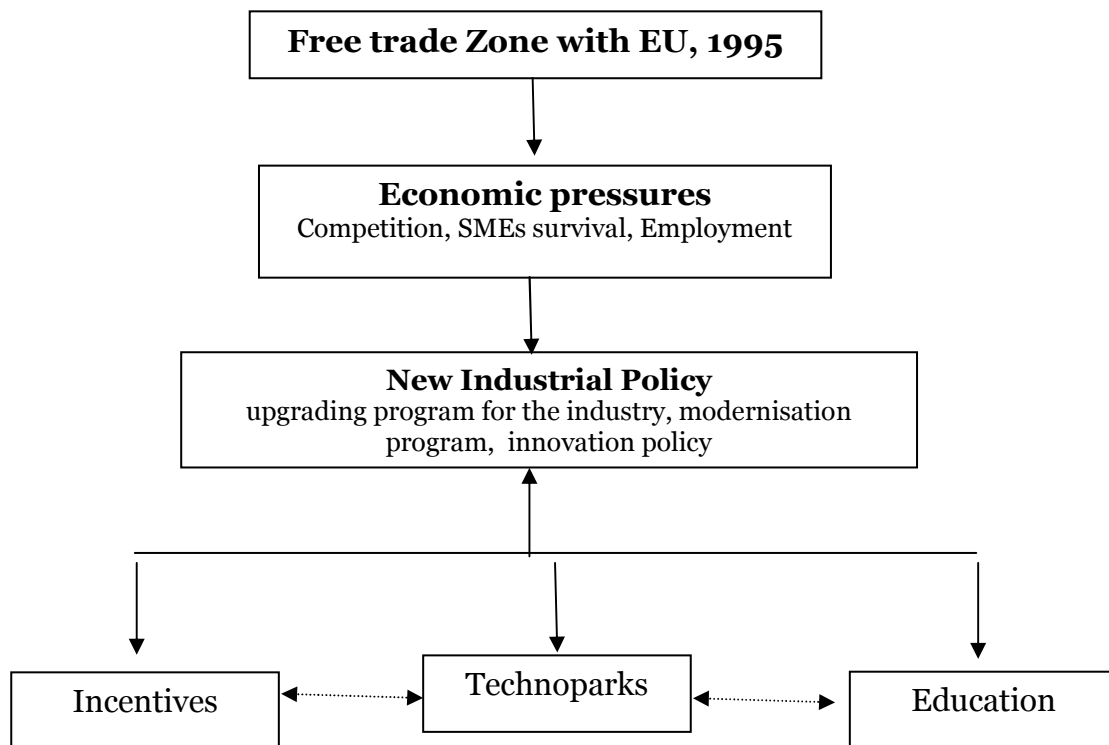 Free trade Zone with EU, 1995
Economic pressures
Competition, SMEs survival, Employment
New Industrial Policy
upgrading program for the industry, modernisation
program, innovation policy
Incentives
Technoparks
Education